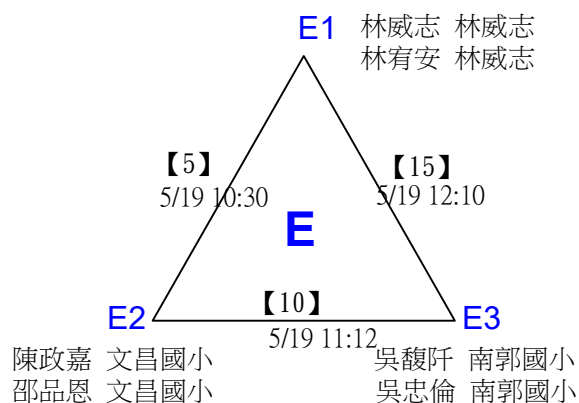 E1
林威志 林威志
林宥安 林威志
【5】
5/19 10:30
【15】
5/19 12:10
E
【10】
5/19 11:12
E2
E3
陳政嘉 文昌國小
邵品恩 文昌國小
吳馥阡 南郭國小
吳忠倫 南郭國小